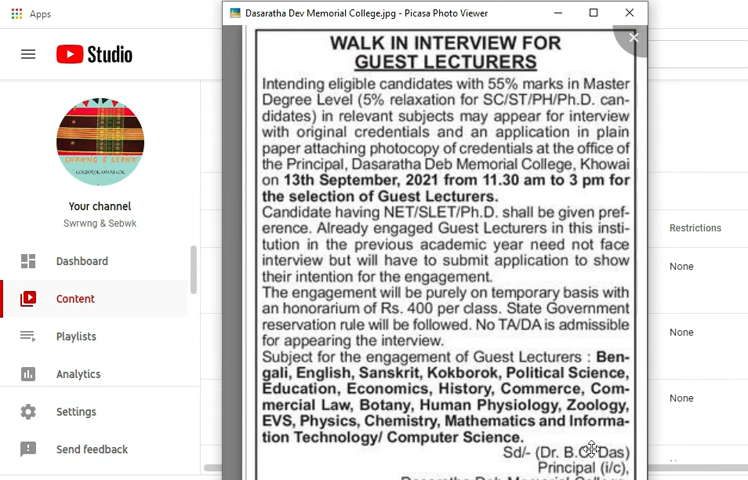 Apps
Dasaratha Dev Memorial College.jpg - Picasa Photo Viewer
Studio
SWRWNG & SEBWK
Your channel
Swrwng & Sebwk
Dashboard
Content
Playlists
Analytics
Settings
Send feedback
WALK IN INTERVIEW FOR
GUEST LECTURERS
Intending eligible candidates with 55% marks in Master
Degree Level (5% relaxation for SC/ST/PH/Ph.D. can-
didates) in relevant subjects may appear for interview
with original credentials and an application in plain
paper attaching photocopy of credentials at the office of
the Principal, Dasaratha Deb Memorial College, Khowai
on 13th September, 2021 from 11.30 am to 3 pm for
the selection of Guest Lecturers.
Candidate having NET/SLET/Ph.D. shall be given pref-
erence. Already engaged Guest Lecturers in this insti-
tution in the previous academic year need not face
interview but will have to submit application to show
their intention for the engagement.
The engagement will be purely on temporary basis with
an honorarium of Rs. 400 per class. State Government
reservation rule will be followed. No TA/DA is admissible
for appearing the interview.
Subject for the engagement of Guest Lecturers : Ben-
gali, English, Sanskrit, Kokborok, Political Science,
Education, Economics, History, Commerce, Com-
mercial Law, Botany, Human Physiology, Zoology,
EVS, Physics, Chemistry, Mathematics and Informa-
tion Technology/ Computer Science.
Sd/- (Dr. B.C. Das)
Principal (i/c),
Dasaratha Deb Memorial College,
Restrictions
None
None
None